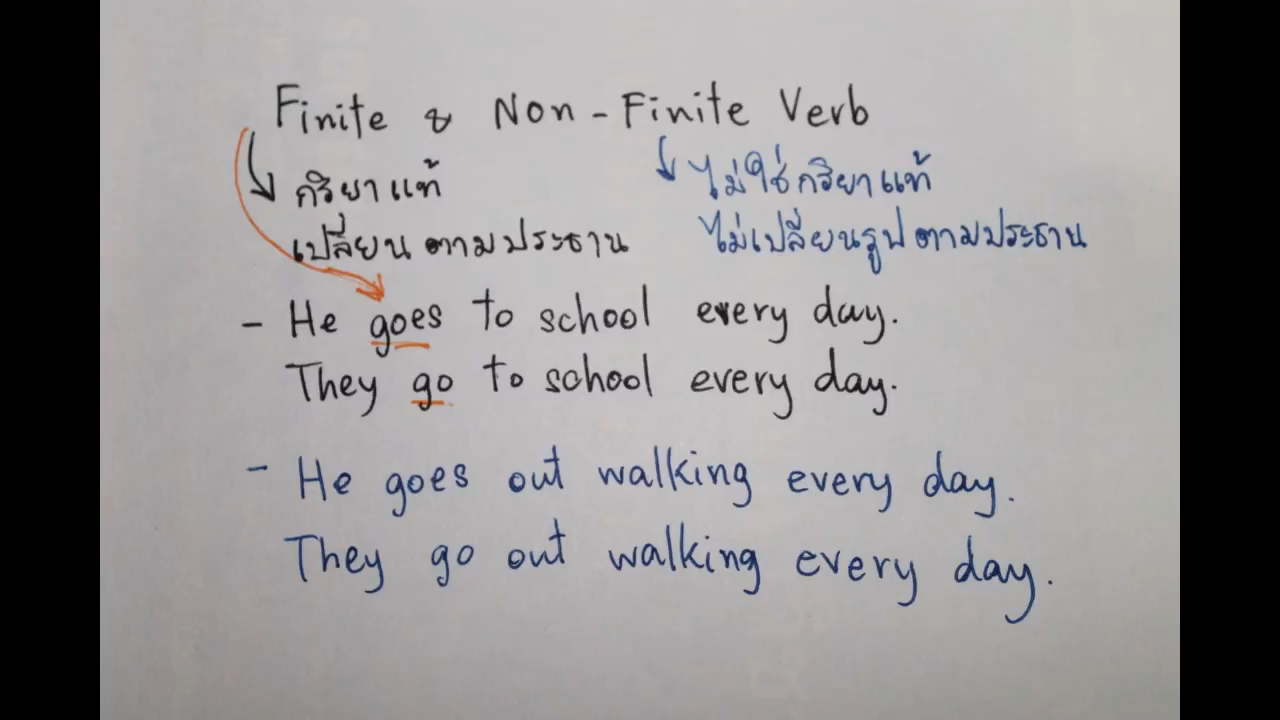 Finite & Non-Finite Verb
กริยาแท้ ไม่ใช่กริยาแท้
เปลี่ยนตามประธาน ไม่เปลี่ยนรูปตามประธาน
- He goes to school every day.
They go to school every day.
- He goes out walking every day.
They go out walking every day.